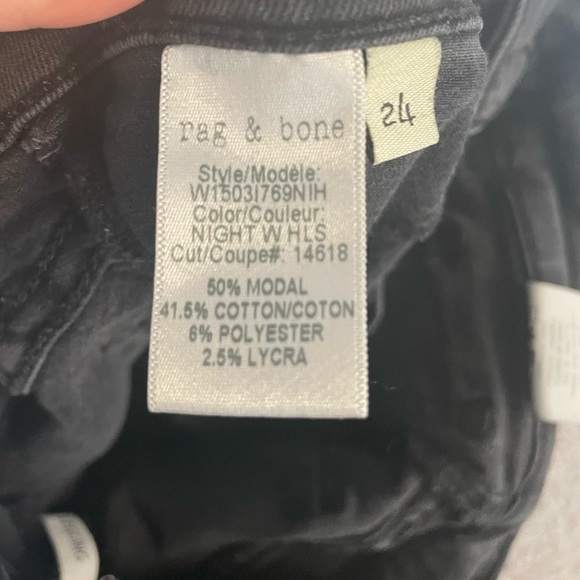 rag & bone
24
Style/Modèle:
W1503I769NIH
Color/Couleur:
NIGHT W HLS
Cut/Coupe#: 14618
50% MODAL
41.5% COTTON/COTON
6% POLYESTER
2.5% LYCRA